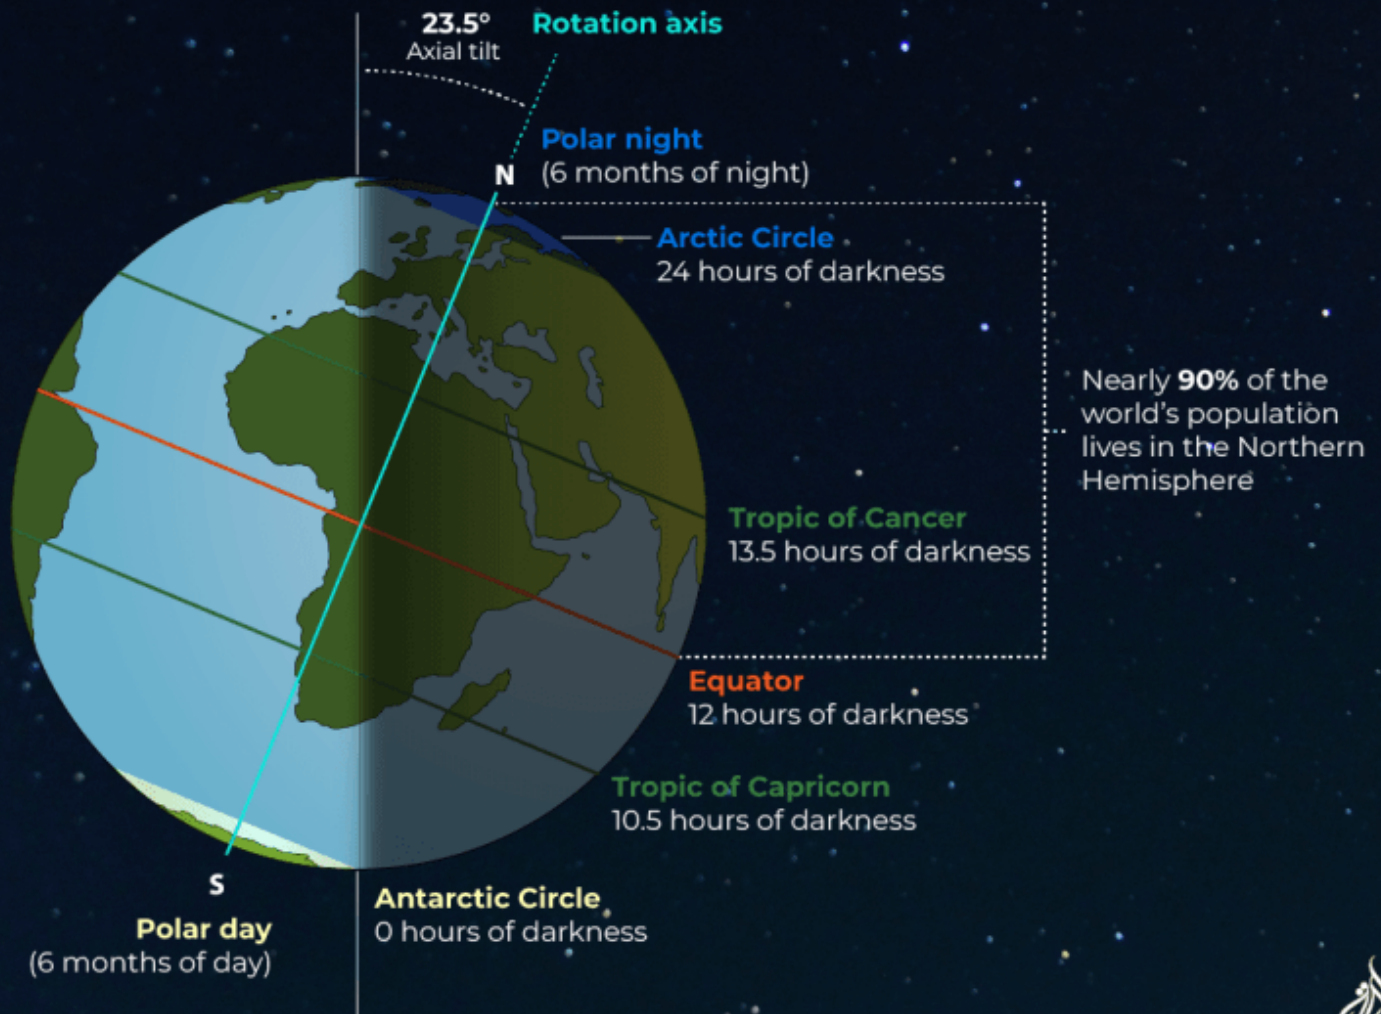 23.5°
Axial tilt
Rotation axis
Polar night
(6 months of night)
N
Arctic Circle
24 hours of darkness
Nearly 90% of the
world's population
lives in the Northern
Hemisphere
Tropic of Cancer
13.5 hours of darkness
Equator
12 hours of darkness
Tropic of Capricorn
10.5 hours of darkness
S
Polar day
(6 months of day)
Antarctic Circle
0 hours of darkness